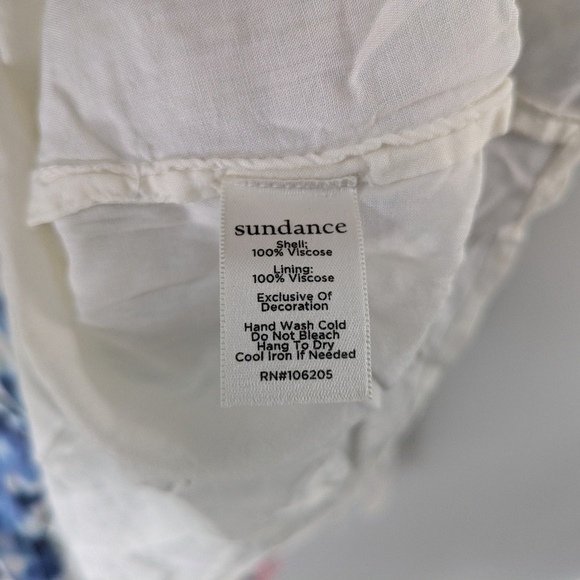 sundance
Shell:
100% Viscose
Lining:
100% Viscose
Exclusive Of
Decoration
Hand Wash Cold
Do Not Bleach
Hang To Dry
Cool Iron If Needed
RN#106205